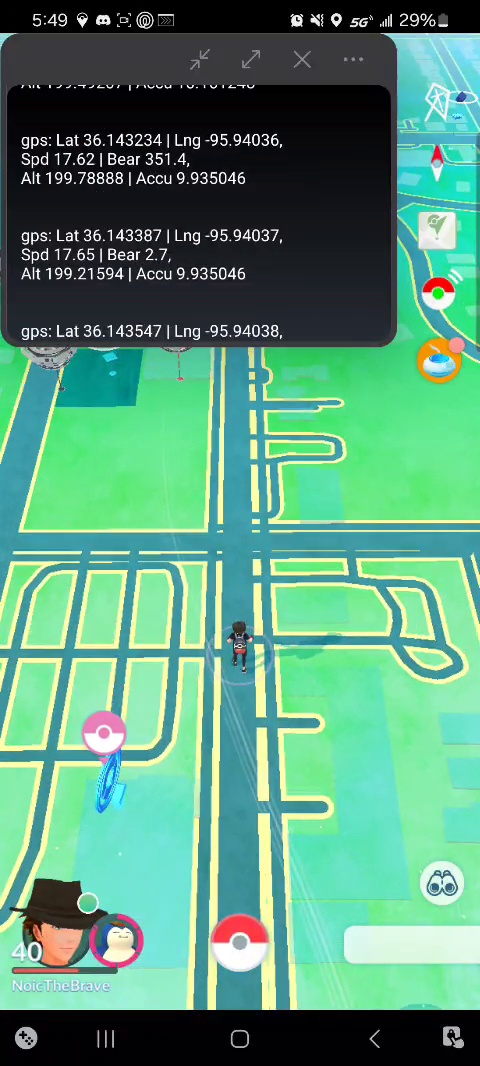 5:49
5G
29%
gps: Lat 36.143234 | Lng -95.94036,
Spd 17.62 | Bear 351.4,
Alt 199.78888 | Accu 9.935046
gps: Lat 36.143387 | Lng -95.94037,
Spd 17.65 | Bear 2.7,
Alt 199.21594 | Accu 9.935046
gps: Lat 36.143547 | Lng -95.94038,
40
NoicTheBrave